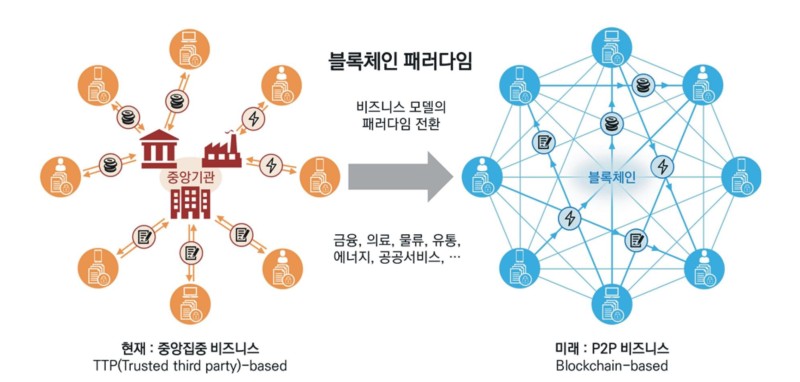 블록체인 패러다임
비즈니스 모델의
패러다임 전환
중앙기관
블록체인
금융, 의료, 물류, 유통,
에너지, 공공서비스, …
현재 : 중앙집중 비즈니스
TTP(Trusted third party)-based
미래 : P2P 비즈니스
Blockchain-based